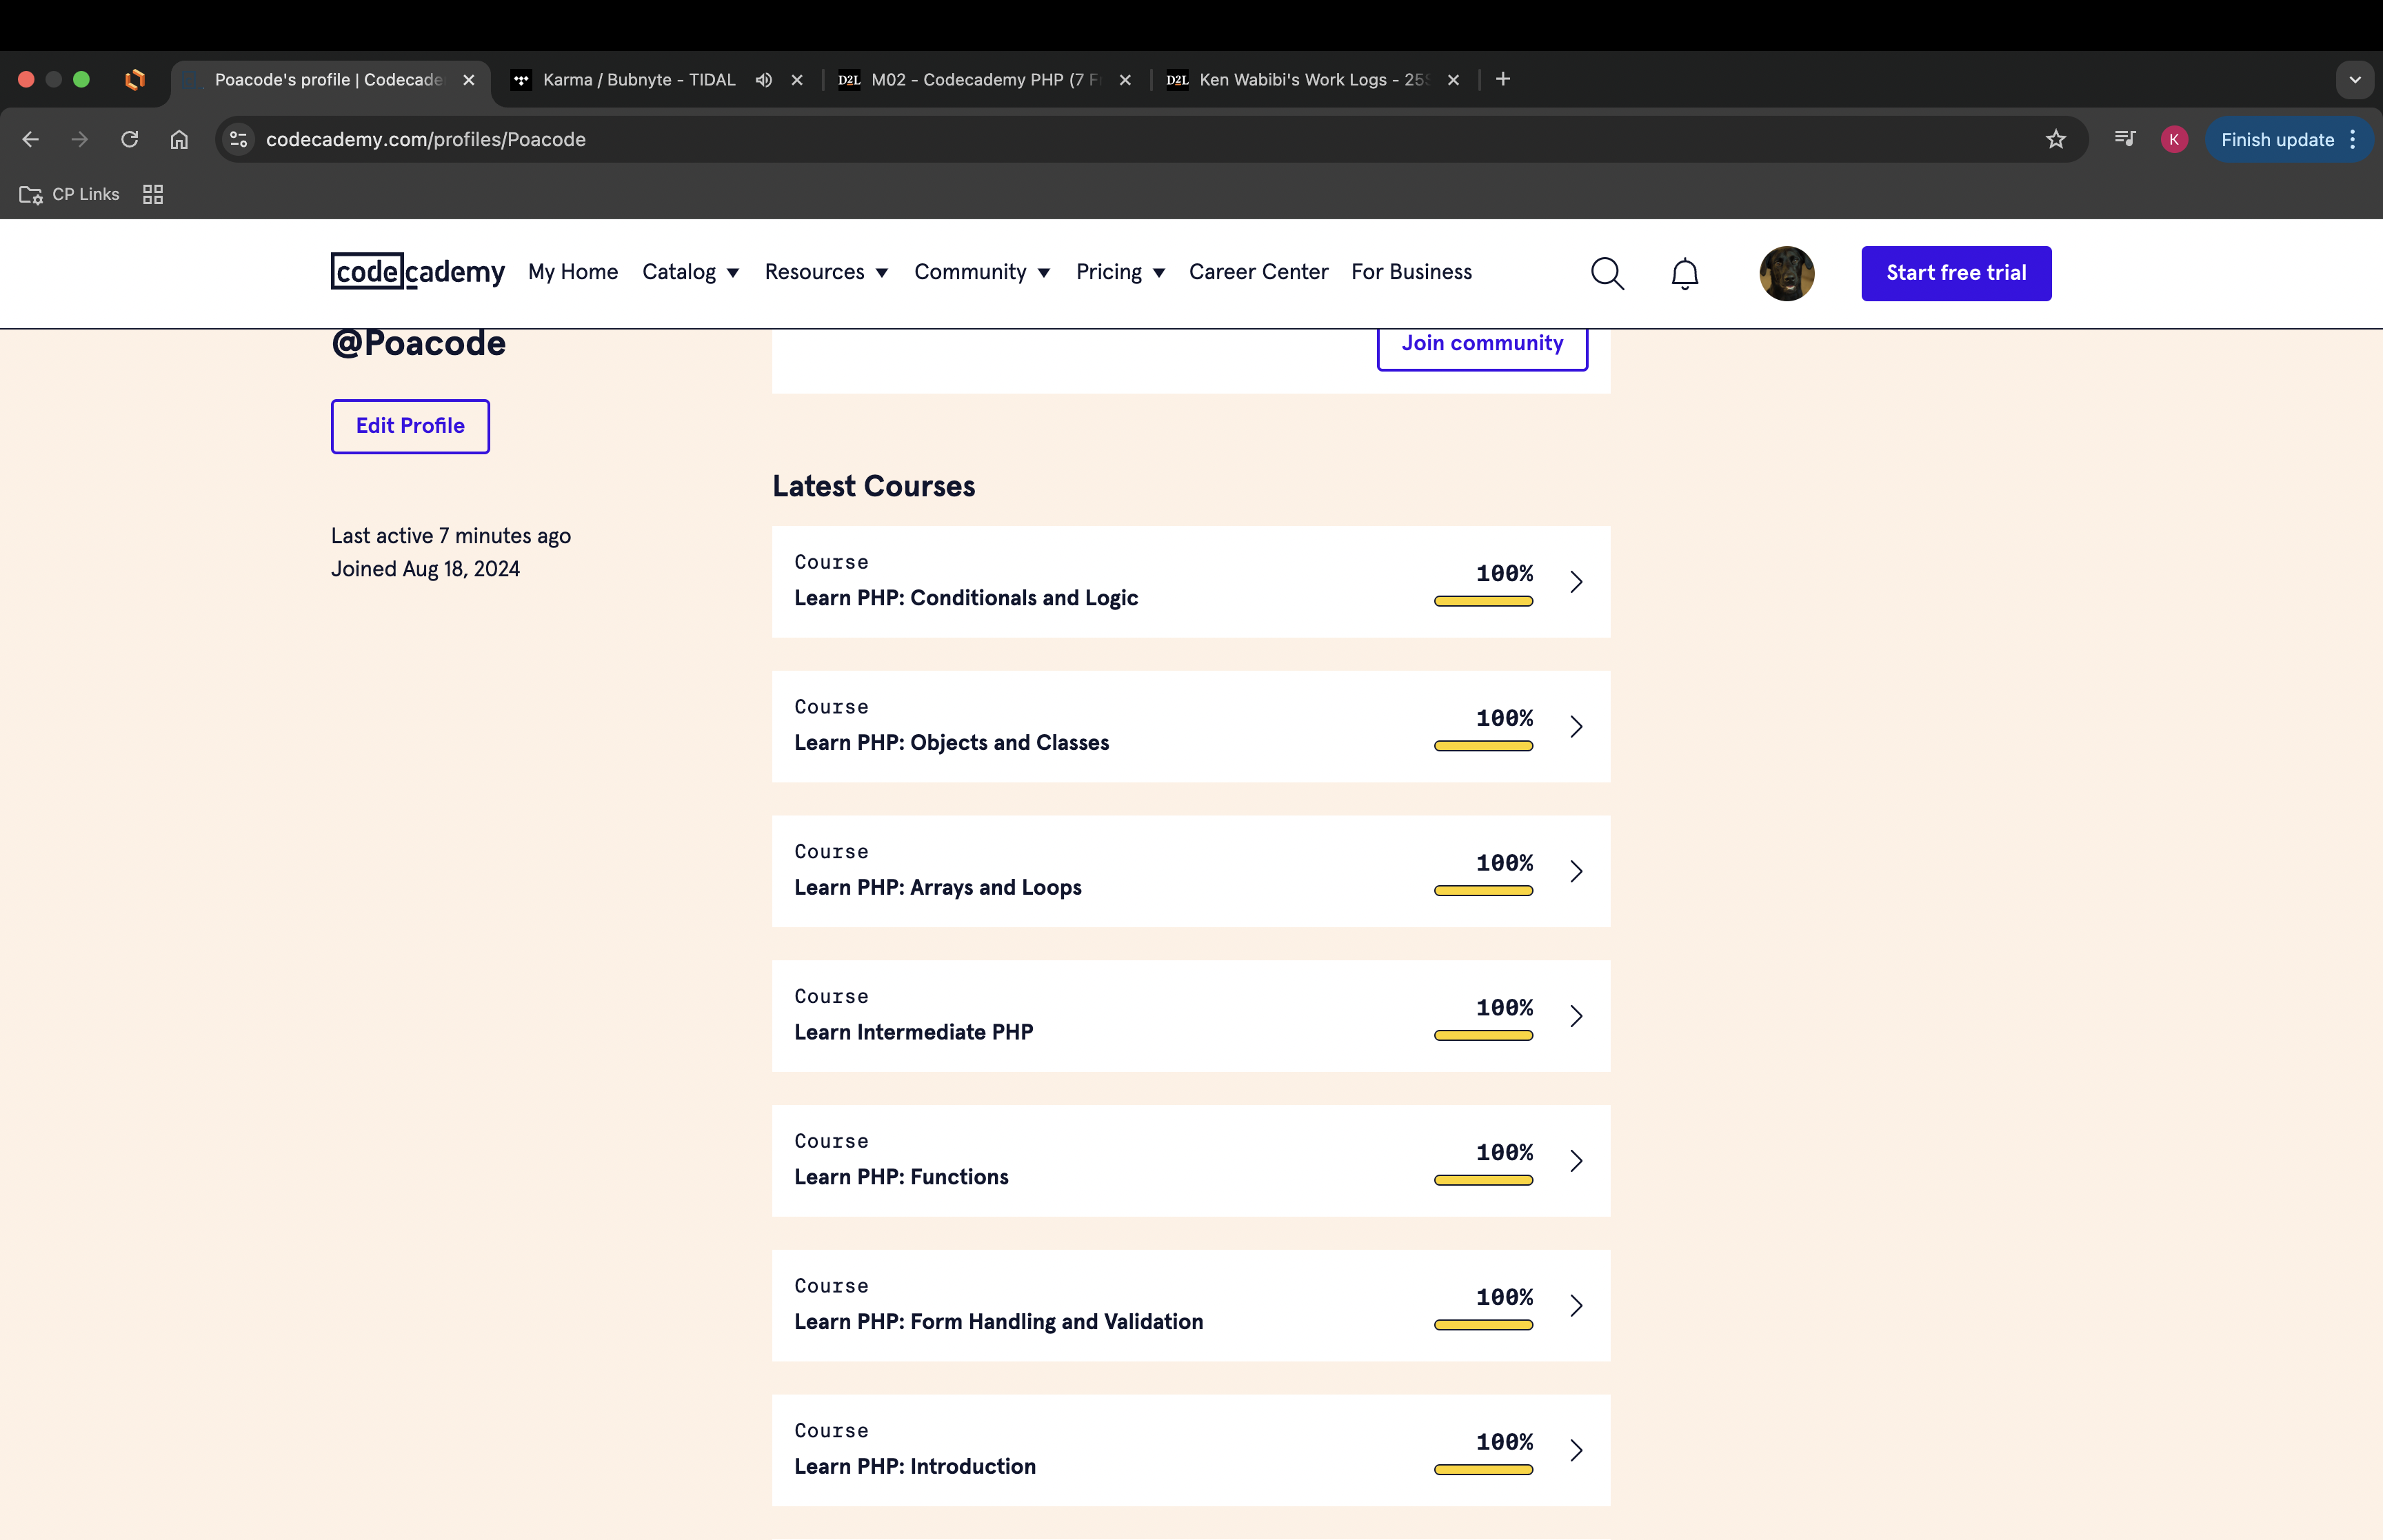 Poacode's profile | Codecade
Karma / Bubnyte - TIDAL
D2L M02 - Codecademy PHP (7 F
D2L Ken Wabibi's Work Logs - 25S
codecademy.com/profiles/Poacode
K
Finish update
CP Links
codecademy
My Home
Catalog
Resources
Community
Pricing
Career Center
For Business
Start free trial
@Poacode
Edit Profile
Last active 7 minutes ago
Joined Aug 18, 2024
Join community
Latest Courses
Course
Learn PHP: Conditionals and Logic
100%
Course
Learn PHP: Objects and Classes
100%
Course
Learn PHP: Arrays and Loops
100%
Course
Learn Intermediate PHP
100%
Course
Learn PHP: Functions
100%
Course
Learn PHP: Form Handling and Validation
100%
Course
Learn PHP: Introduction
100%